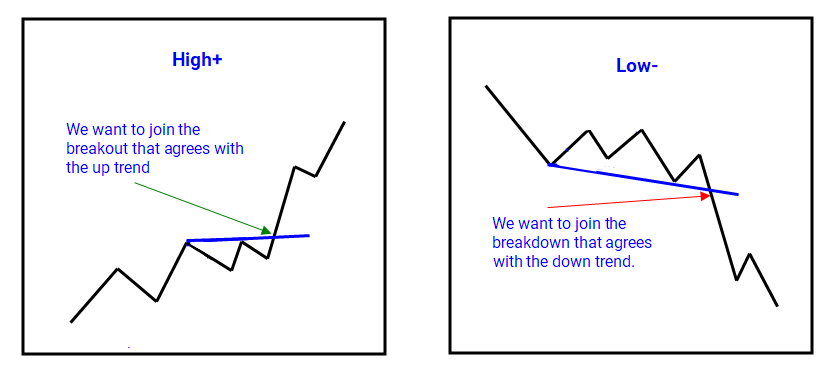 High+
We want to join the
breakout that agrees with
the up trend
Low-
We want to join the
breakdown that agrees
with the down trend.